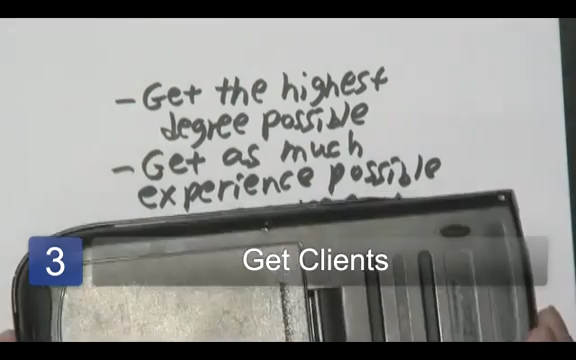 - Get the highest
degree possible
- Get as much
experience possible
3 Get Clients